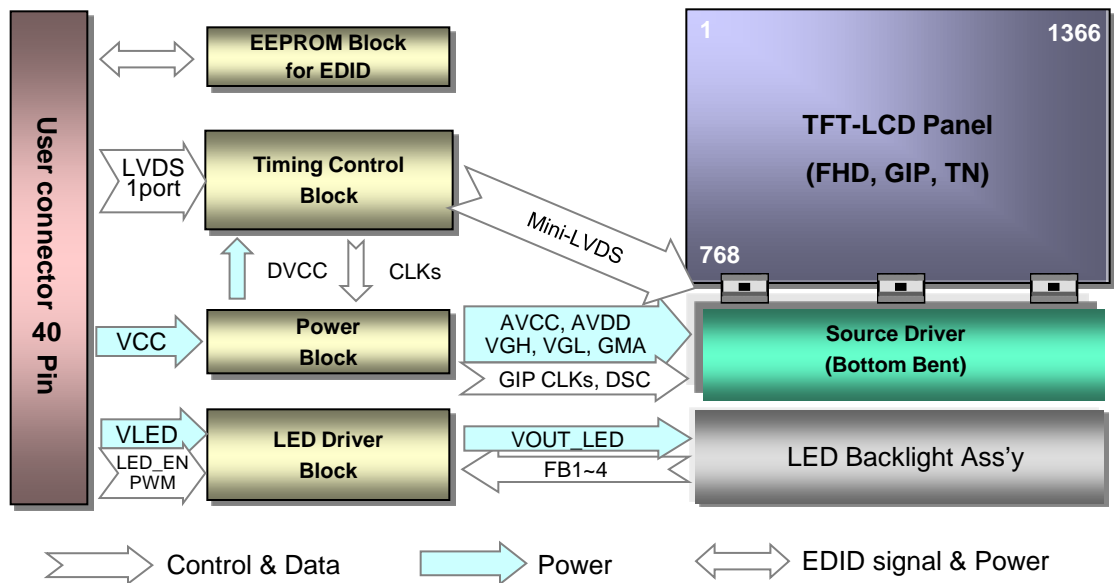 User connector
40
Pin
EEPROM Block
for EDID
LVDS
1port
Timing Control
Block
Mini-LVDS
1
1366
TFT-LCD Panel
(FHD, GIP, TN)
768
DVCC
CLKs
VCC
Power
Block
AVCC, AVDD
VGH, VGL, GMA
GIP CLKs, DSC
Source Driver
(Bottom Bent)
VLED
LED_EN
PWM
LED Driver
Block
VOUT_LED
FB1~4
LED Backlight Ass'y
Control & Data
Power
EDID signal & Power